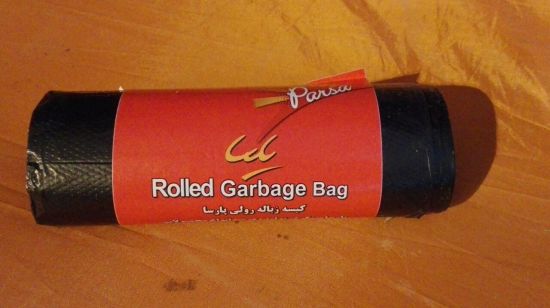 Parsa
Rolled Garbage Bag
کیسه زباله رولی پارسا